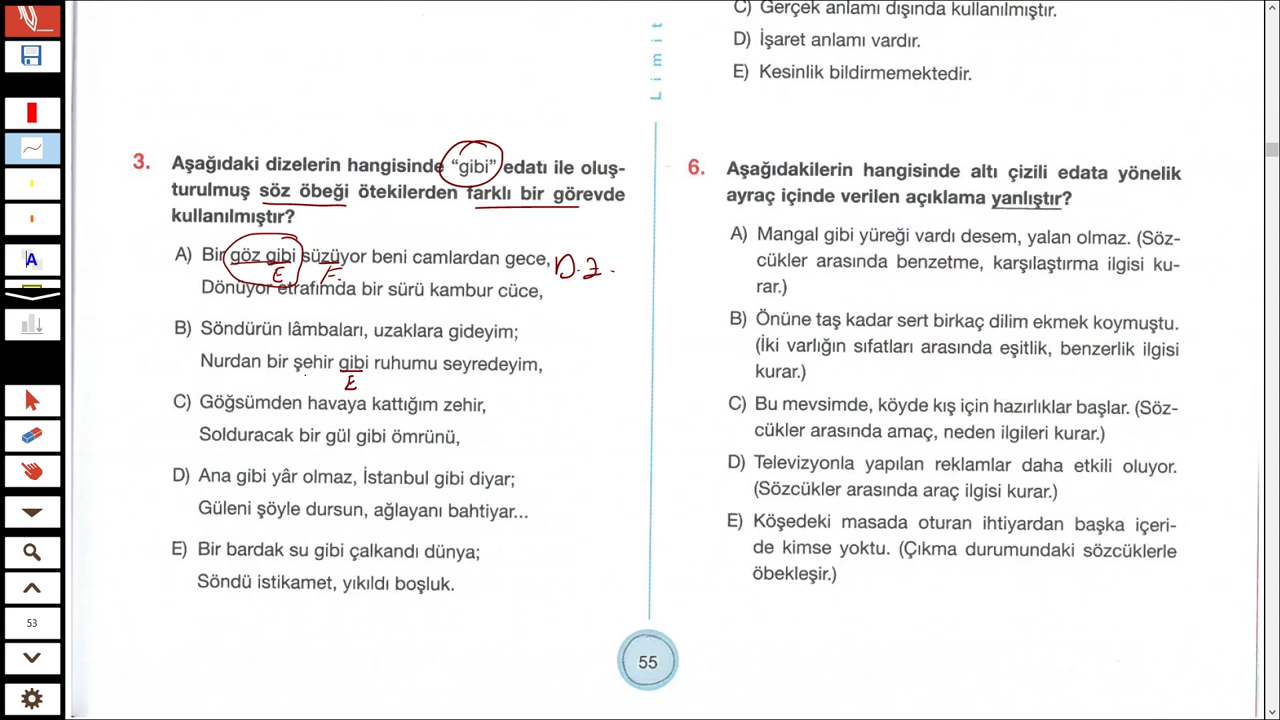 3. Aşağıdaki dizelerin hangisinde “gibi” edatı ile oluş-
turulmuş söz öbeği ötekilerden farklı bir görevde
kullanılmıştır?
A) Bir göz gibi süzüyor beni camlardan gece,
E F. D.Z.
Dönüyor etrafımda bir sürü kambur cüce,
B) Söndürün lâmbaları, uzaklara gideyim;
Nurdan bir şehir gibi ruhumu seyredeyim,
E
C) Göğsümden havaya kattığım zehir,
Solduracak bir gül gibi ömrünü,
D) Ana gibi yâr olmaz, İstanbul gibi diyar;
Güleni şöyle dursun, ağlayanı bahtiyar...
E) Bir bardak su gibi çalkandı dünya;
Söndü istikamet, yıkıldı boşluk.
Limit
C) Gerçek anlamı dışında kullanılmıştır.
D) İşaret anlamı vardır.
E) Kesinlik bildirmemektedir.
6. Aşağıdakilerin hangisinde altı çizili edata yönelik
ayraç içinde verilen açıklama yanlıştır?
A) Mangal gibi yüreği vardı desem, yalan olmaz. (Söz-
cükler arasında benzetme, karşılaştırma ilgisi ku-
rar.)
B) Önüne taş kadar sert birkaç dilim ekmek koymuştu.
(İki varlığın sıfatları arasında eşitlik, benzerlik ilgisi
kurar.)
C) Bu mevsimde, köyde kış için hazırlıklar başlar. (Söz-
cükler arasında amaç, neden ilgileri kurar.)
D) Televizyonla yapılan reklamlar daha etkili oluyor.
(Sözcükler arasında araç ilgisi kurar.)
E) Köşedeki masada oturan ihtiyardan başka içeri-
de kimse yoktu. (Çıkma durumundaki sözcüklerle
öbekleşir.)
55
A
53